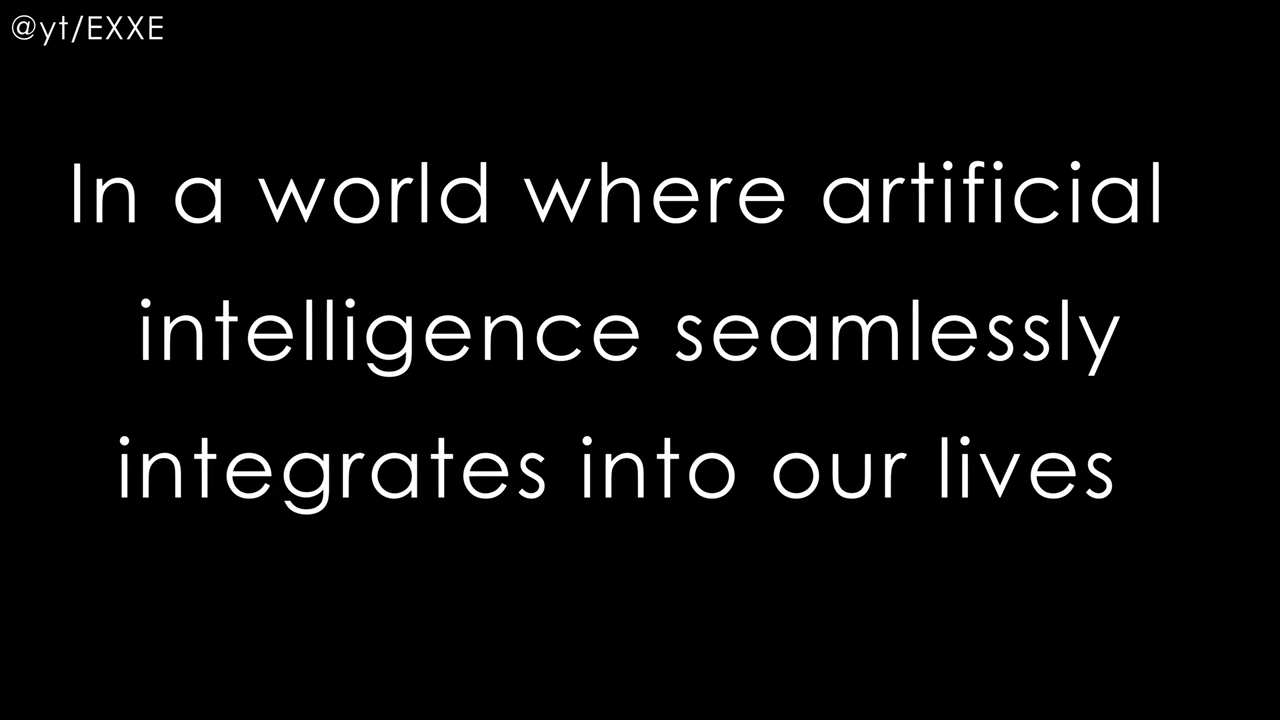 @yt/EXXE
In a world where artificial
intelligence seamlessly
integrates into our lives